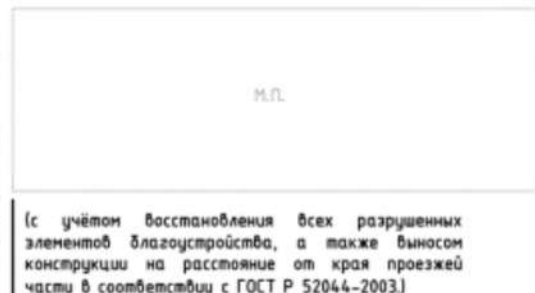 М.П.
(с учётом восстановления всех разрушенных
элементов благоустройства, а также выносом
конструкции на расстояние от края проезжей
части в соответствии с ГОСТ Р 52044-2003.)